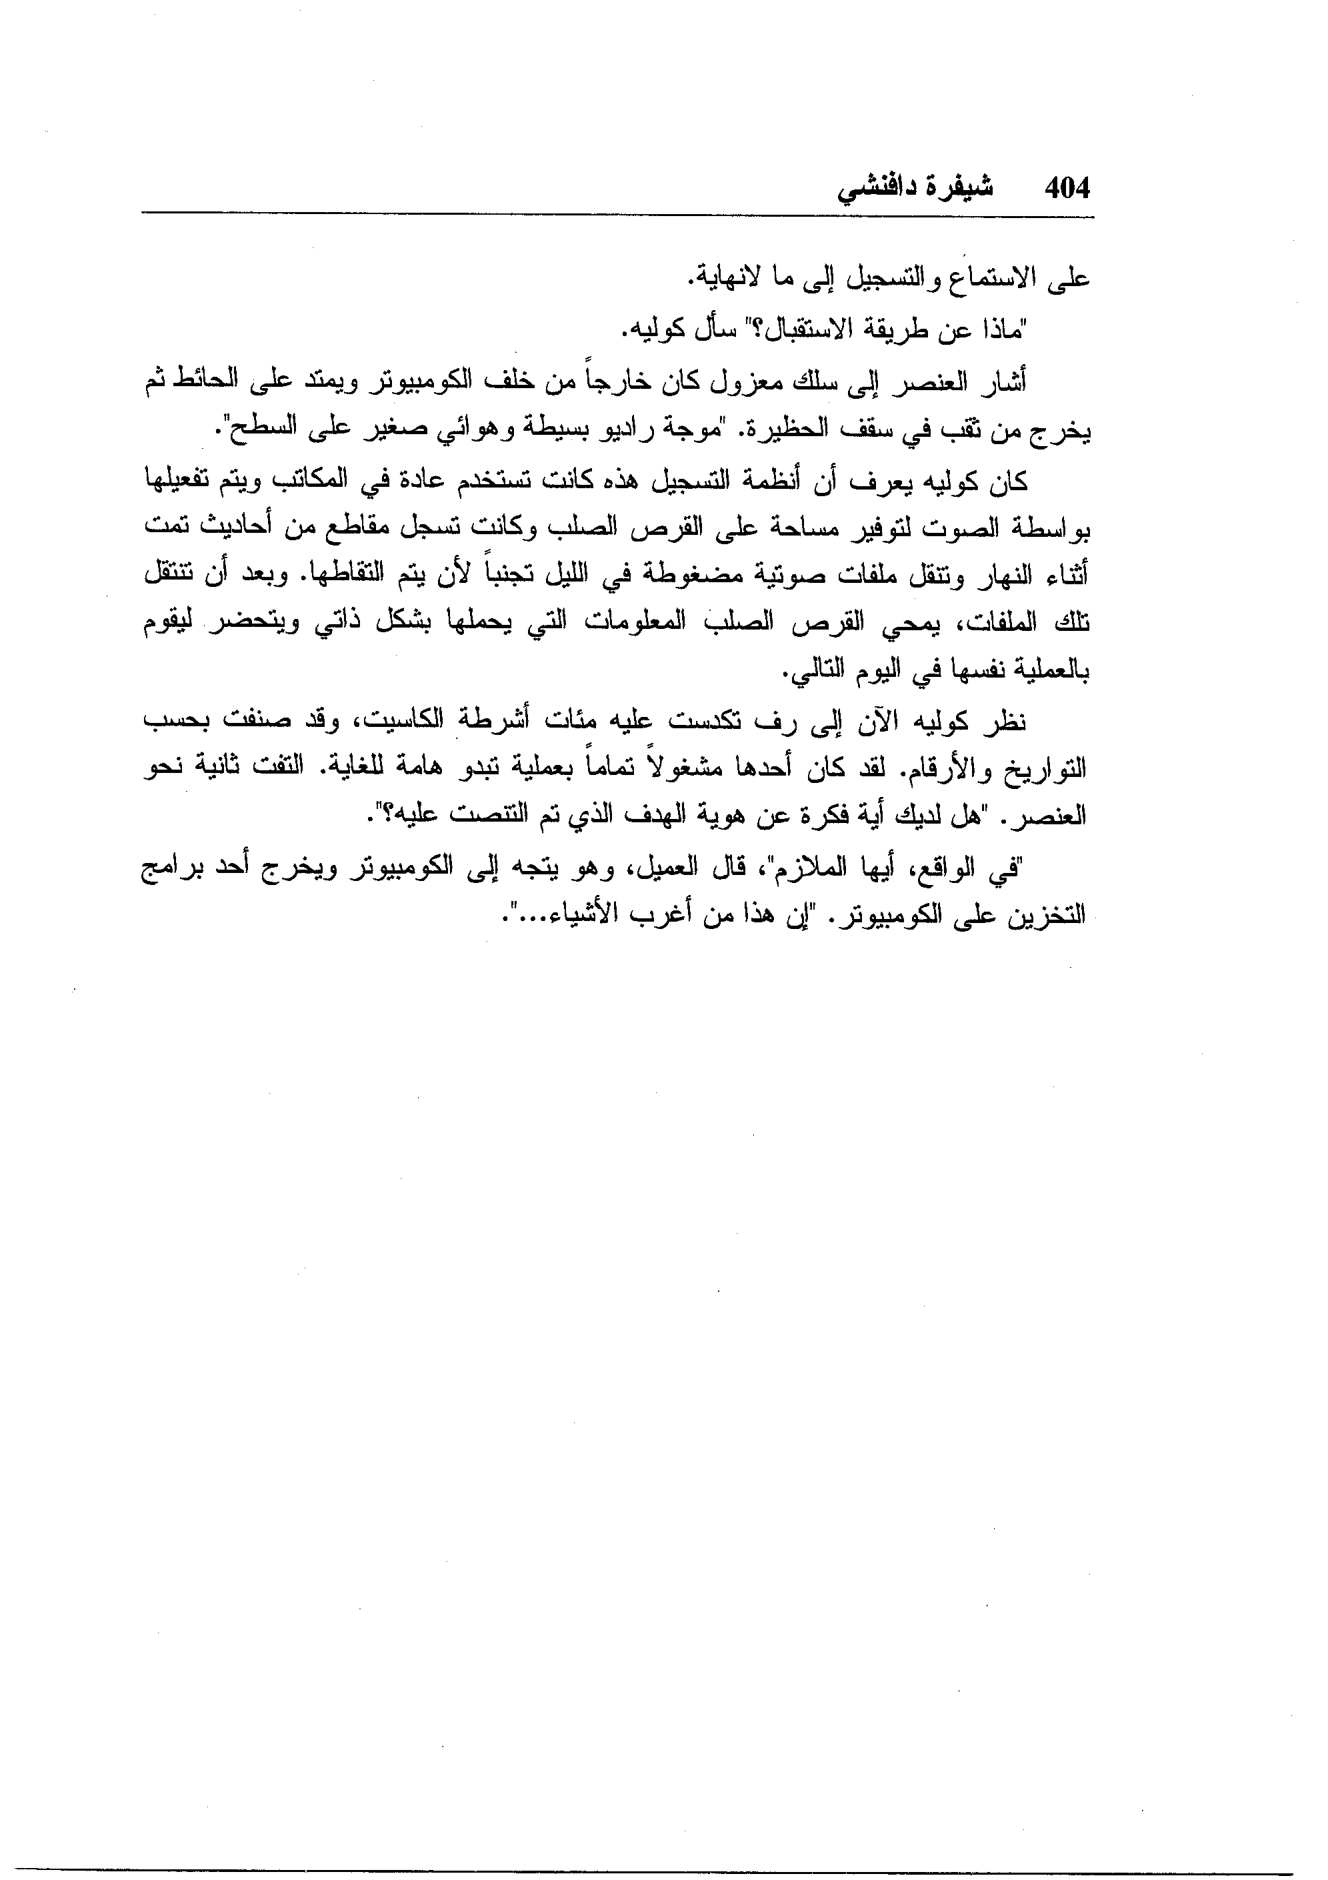 404 شيفرة دافنشي
على الاستماع والتسجيل إلى ما لانهاية.
"ماذا عن طريقة الاستقبال؟" سأل كوليه.
أشار العنصر إلى سلك معزول كان خارجاً من خلف الكومبيوتر ويمتد على الحائط ثم
يخرج من ثقب في سقف الحظيرة. "موجة راديو بسيطة وهوائي صغير على السطح".
كان كوليه يعرف أن أنظمة التسجيل هذه كانت تستخدم عادة في المكاتب ويتم تفعيلها
بواسطة الصوت لتوفير مساحة على القرص الصلب وكانت تسجل مقاطع من أحاديث تمت
أثناء النهار وتنقل ملفات صوتية مضغوطة في الليل تجنباً لأن يتم التقاطها. وبعد أن تنتقل
تلك الملفات، يمحي القرص الصلب المعلومات التي يحملها بشكل ذاتي ويتحضر ليقوم
بالعملية نفسها في اليوم التالي.
نظر كوليه الآن إلى رف تكدست عليه مئات أشرطة الكاسيت، وقد صنفت بحسب
التواريخ والأرقام. لقد كان أحدها مشغولاً تماماً بعملية تبدو هامة للغاية. التفت ثانية نحو
العنصر. "هل لديك أية فكرة عن هوية الهدف الذي تم التنصت عليه؟".
"في الواقع، أيها الملازم"، قال العميل، وهو يتجه إلى الكومبيوتر ويخرج أحد برامج
التخزين على الكومبيوتر. "إن هذا من أغرب الأشياء...".